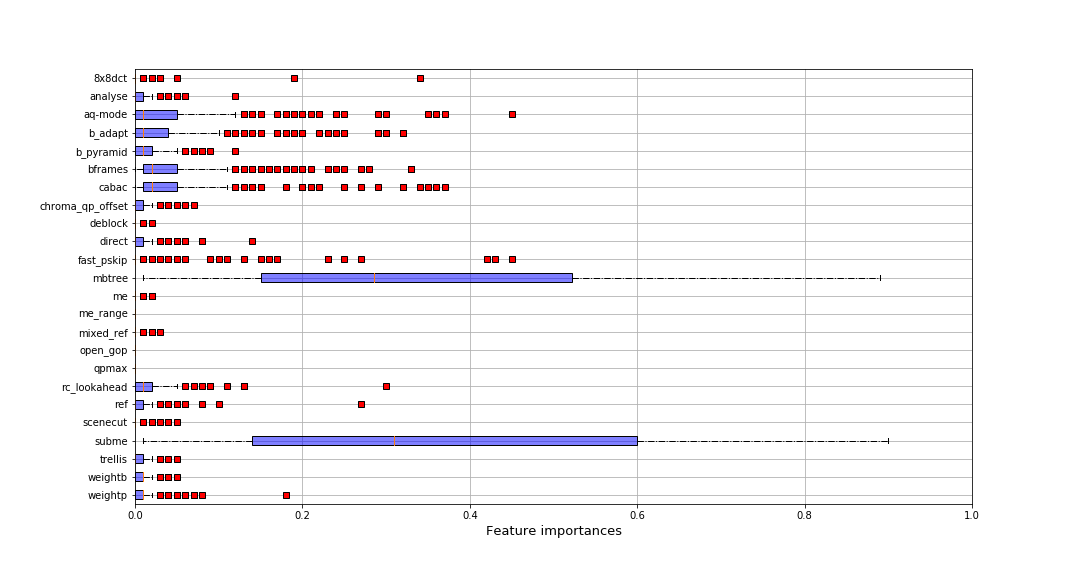 8x8dct
analyse
aq-mode
b_adapt
b_pyramid
bframes
cabac
chroma_qp_offset
deblock
direct
fast_pskip
mbtree
me
me_range
mixed_ref
open_gop
qpmax
rc_lookahead
ref
scenecut
subme
trellis
weightb
weightp
0.0 0.2 0.4 0.6 0.8 1.0
Feature importances